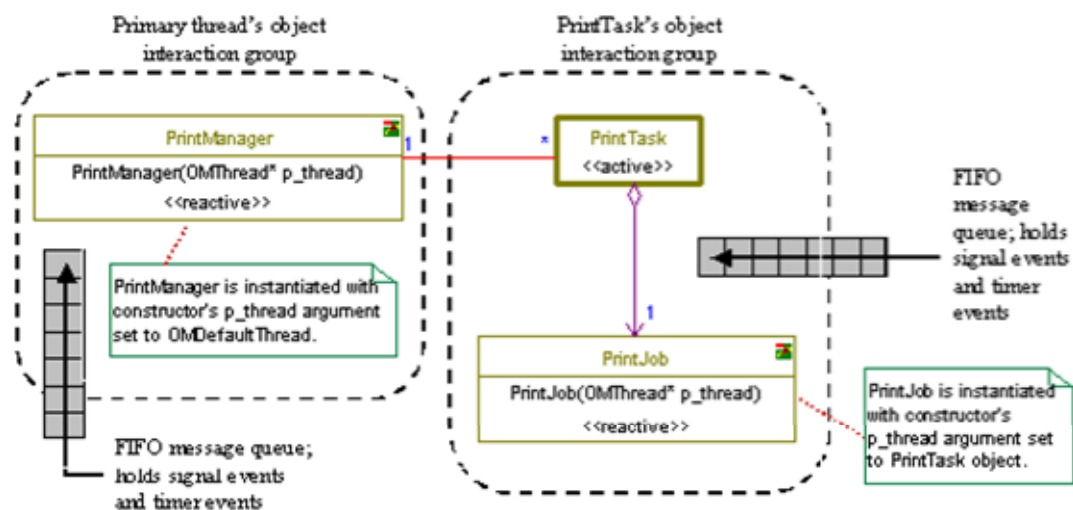 Primary thread's object
interaction group
PrintTask's object
interaction group
PrintManager
PrintManager(OMThread* p_thread)
<<reactive>>
1
*
PrintTask
<<active>>
FIFO
message
queue; holds
signal events
and timer
events
PrintManager is instantiated with
constructor's p_thread argument
set to OMDefaultThread.
1
PrintJob
PrintJob(OMThread* p_thread)
<<reactive>>
PrintJob is instantiated
with constructor's
p_thread argument set
to PrintTask object.
FIFO message queue;
holds signal events
and timer events